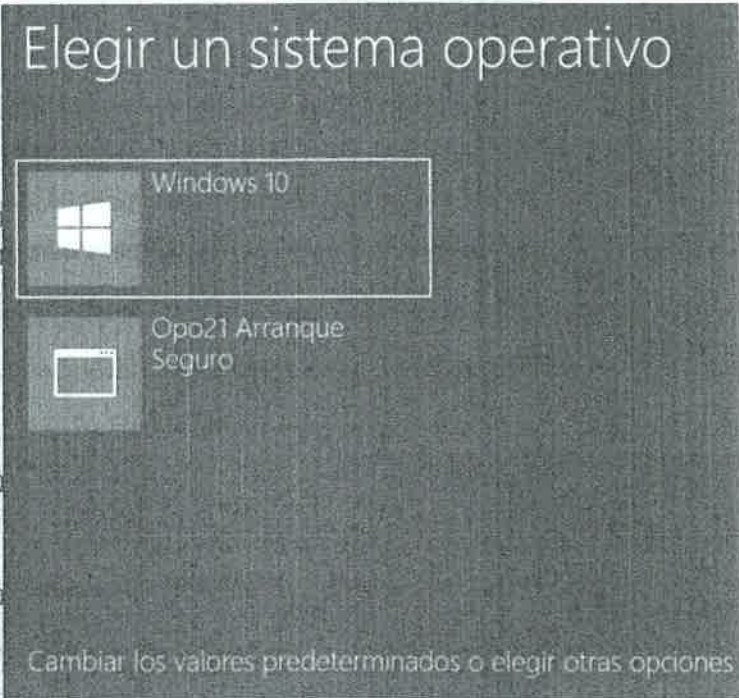 Elegir un sistema operativo
Windows 10
Opo21 Arranque
Seguro
Cambiar los valores predeterminados o elegir otras opciones